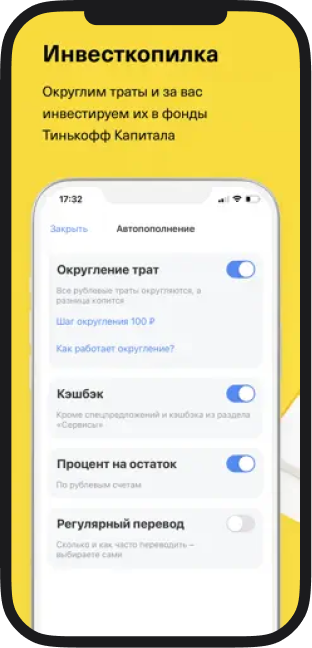 Инвесткопилка
Округлим траты и за вас
инвестируем их в фонды
Тинькофф Капитала
17:32
Закрыть
Автопополнение
Округление трат
Все рублевые траты округляются, а
разница копится
Шаг округления 100 ₽
Как работает округление?
Кэшбэк
Кроме спецпредложений и кэшбэка из раздела
«Сервисы»
Процент на остаток
По рублевым счетам
Регулярный перевод
Сколько и как часто переводить –
выбираете сами